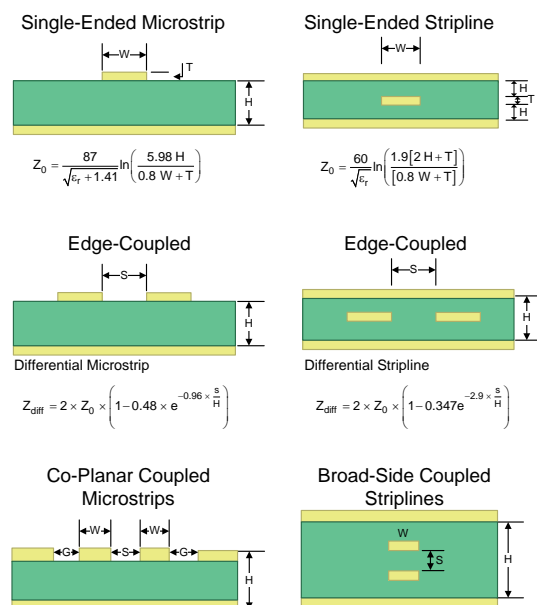 Single-Ended Microstrip
W
T
H
Z0 = 87 / √(εr + 1.41) ln(5.98 H / 0.8 W + T)
Single-Ended Stripline
W
H
T
H
Z0 = 60 / √εr ln(1.9[2 H + T] / [0.8 W + T])
Edge-Coupled
S
H
Differential Microstrip
Zdiff = 2 × Z0 × (1 − 0.48 × e^(−0.96 × s/H))
Edge-Coupled
S
H
Differential Stripline
Zdiff = 2 × Z0 × (1 − 0.347e^(−2.9 × s/H))
Co-Planar Coupled
Microstrips
W W
G S G
H
Broad-Side Coupled
Striplines
W
S
H